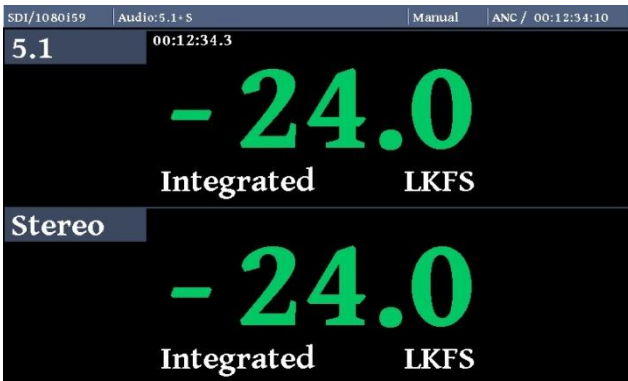 SDI/1080i59 Audio:5.1+S Manual ANC / 00:12:34:10
5.1 00:12:34.3
-24.0
Integrated LKFS
Stereo
-24.0
Integrated LKFS